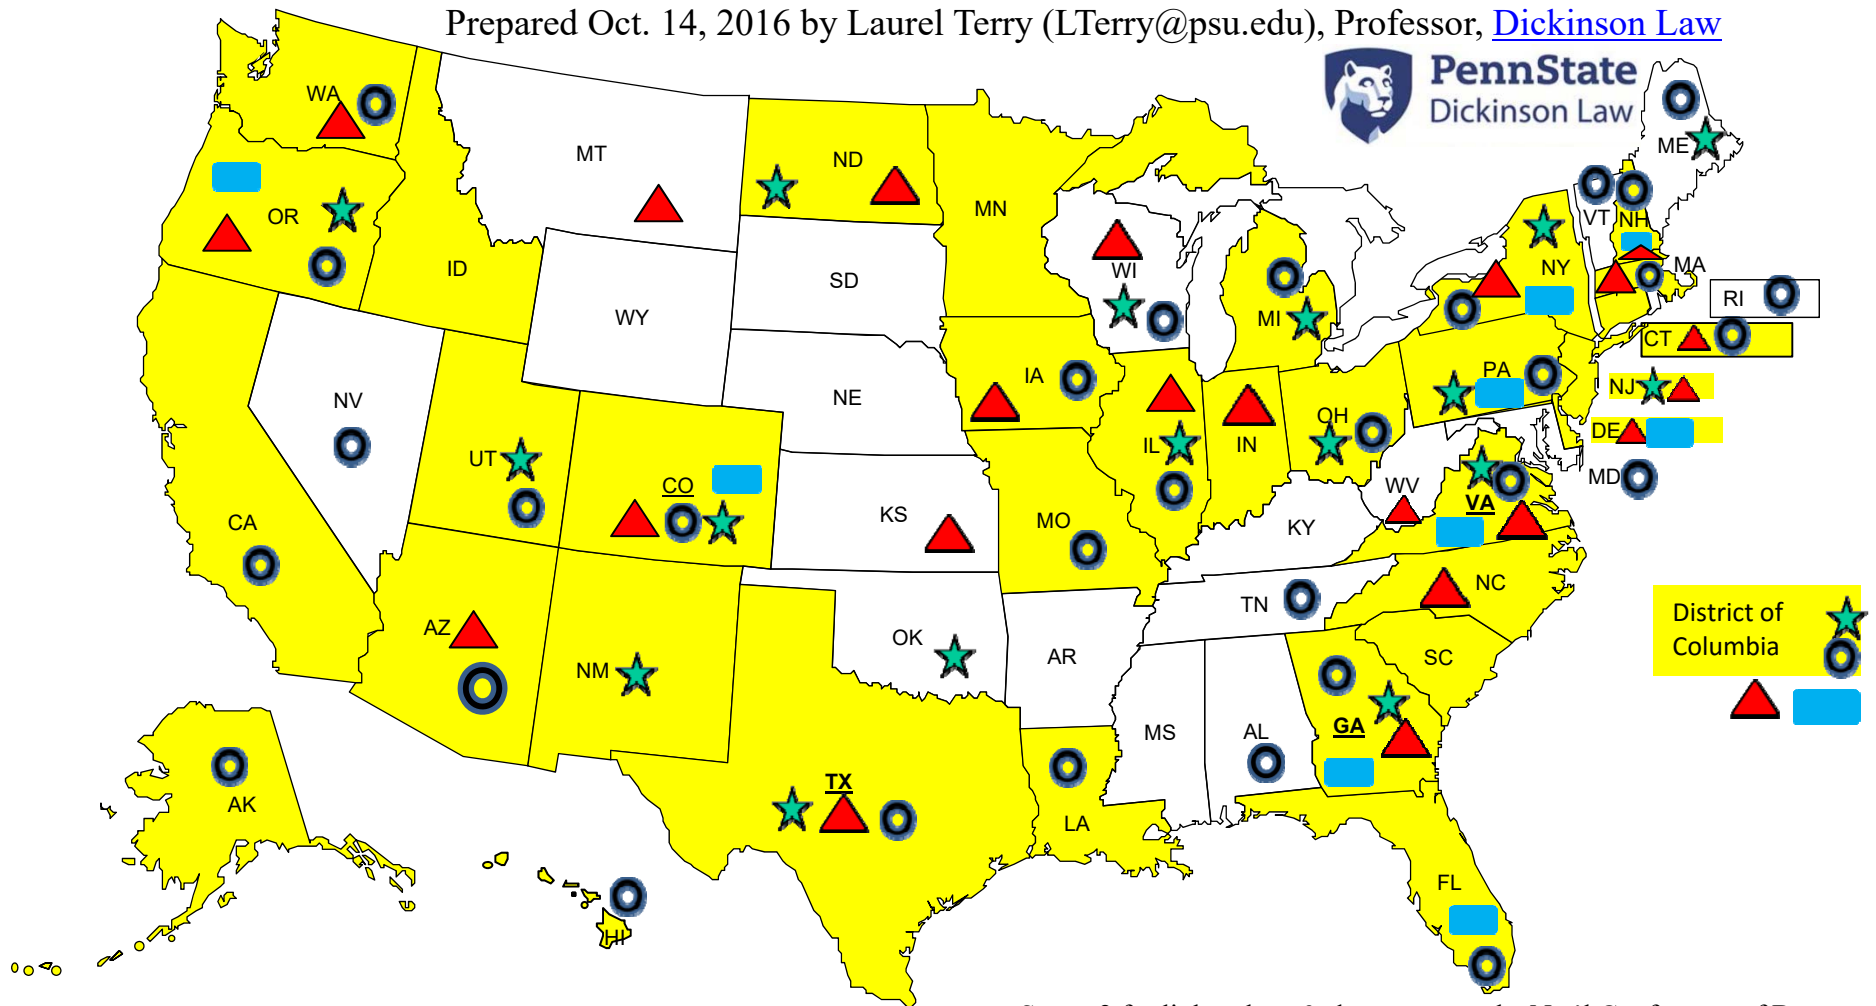 Prepared Oct. 14, 2016 by Laurel Terry (LTerry@psu.edu), Professor, Dickinson Law
PennState
Dickinson Law
WA
MT
ND
MN
OR
ID
WY
SD
WI
MI
NY
VT
NH
ME
MA
RI
CT
NJ
DE
MD
NV
UT
CO
NE
IA
IL
IN
OH
PA
WV
VA
CA
AZ
NM
KS
MO
KY
OK
AR
TN
NC
SC
District of
Columbia
TX
LA
MS
AL
GA
FL
AK
HI